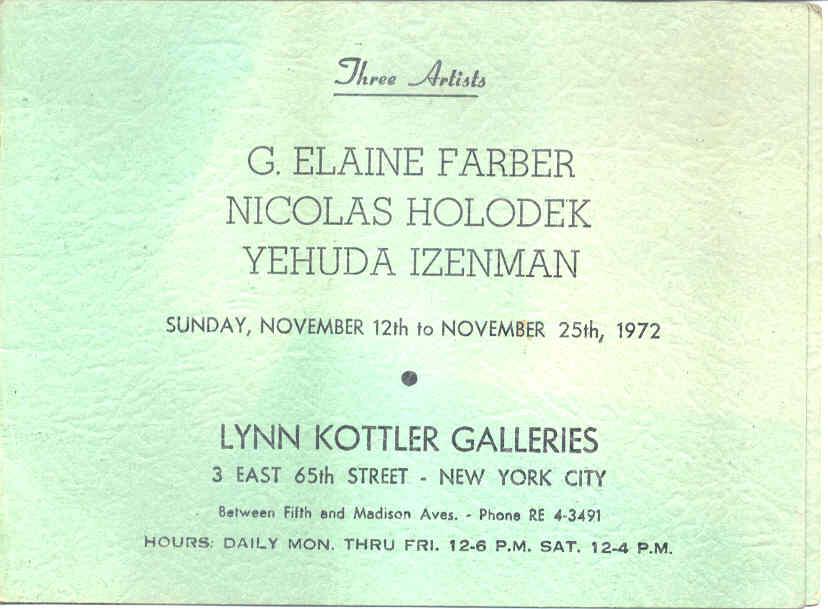 Three Artists
G. ELAINE FARBER
NICOLAS HOLODEK
YEHUDA IZENMAN
SUNDAY, NOVEMBER 12th to NOVEMBER 25th, 1972
LYNN KOTTLER GALLERIES
3 EAST 65th STREET - NEW YORK CITY
Between Fifth and Madison Aves. - Phone RE 4-3491
HOURS: DAILY MON. THRU FRI. 12-6 P.M. SAT. 12-4 P.M.